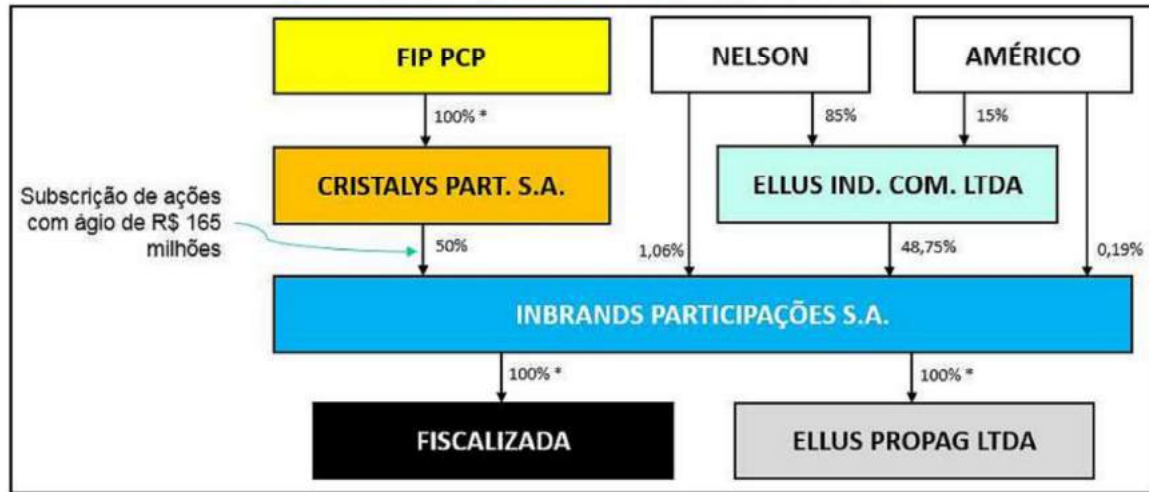 FIP PCP
NELSON
AMÉRICO
100% *
85%
15%
CRISTALYS PART. S.A.
ELLUS IND. COM. LTDA
Subscrição de ações
com ágio de R$ 165
milhões
50%
1,06%
48,75%
0,19%
INBRANDS PARTICIPAÇÕES S.A.
100% *
100% *
FISCALIZADA
ELLUS PROPAG LTDA